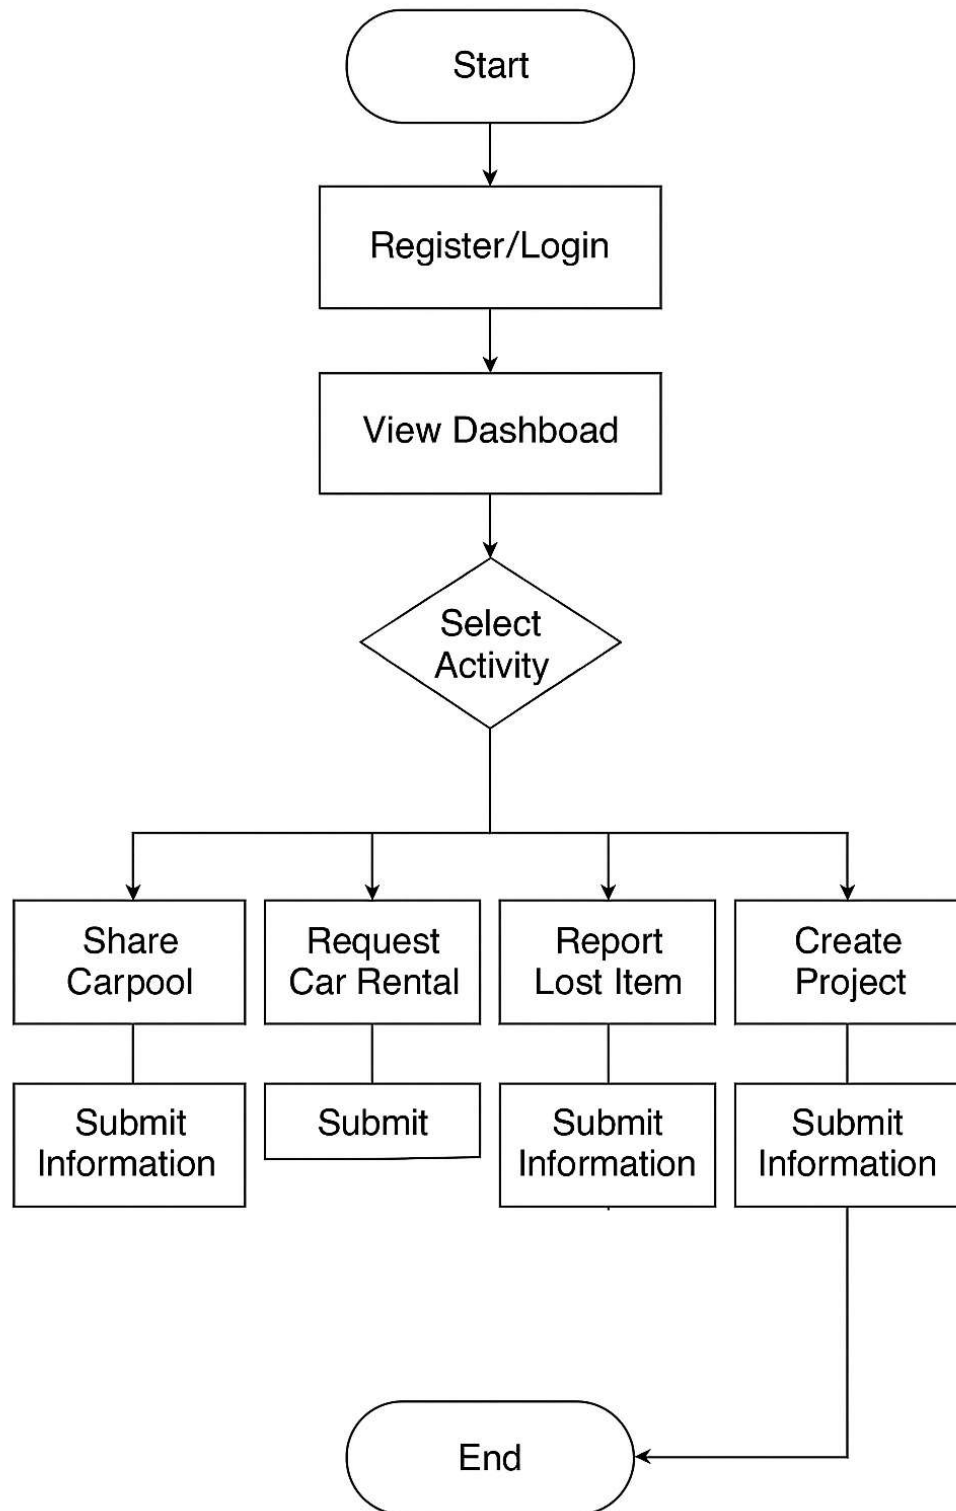 Start
Register/Login
View Dashboad
Select
Activity
Share
Carpool
Request
Car Rental
Report
Lost Item
Create
Project
Submit
Information
Submit
Submit
Information
Submit
Information
End